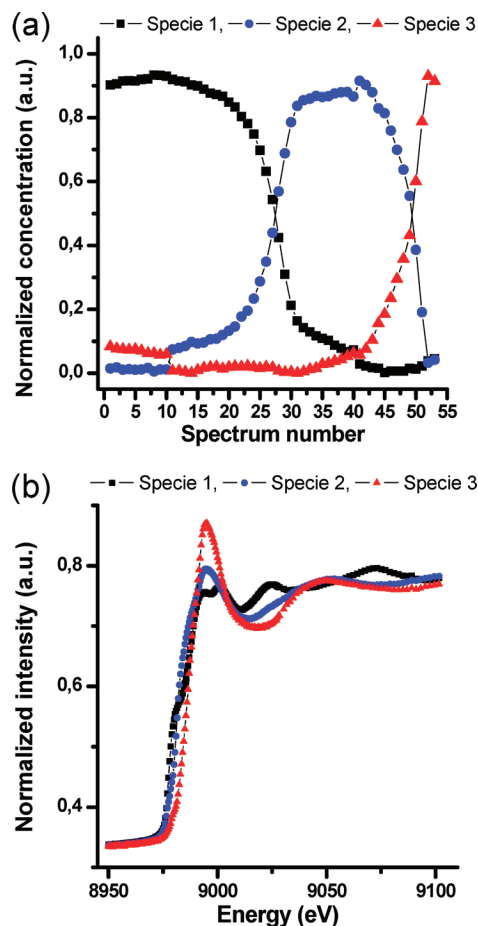 (a)
Specie 1, Specie 2, Specie 3
Normalized concentration (a.u.)
1,0
0,8
0,6
0,4
0,2
0,0
0 5 10 15 20 25 30 35 40 45 50 55
Spectrum number
(b)
Specie 1, Specie 2, Specie 3
Normalized intensity (a.u.)
0,8
0,6
0,4
8950 9000 9050 9100
Energy (eV)